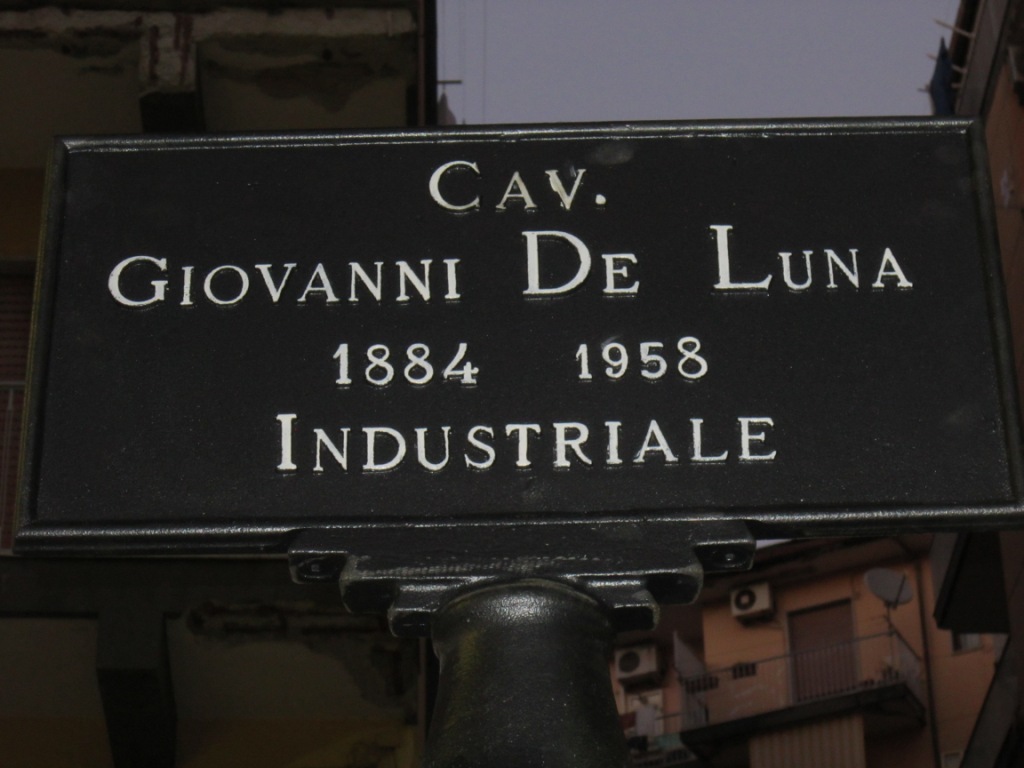 CAV.
GIOVANNI DE LUNA
1884 1958
INDUSTRIALE